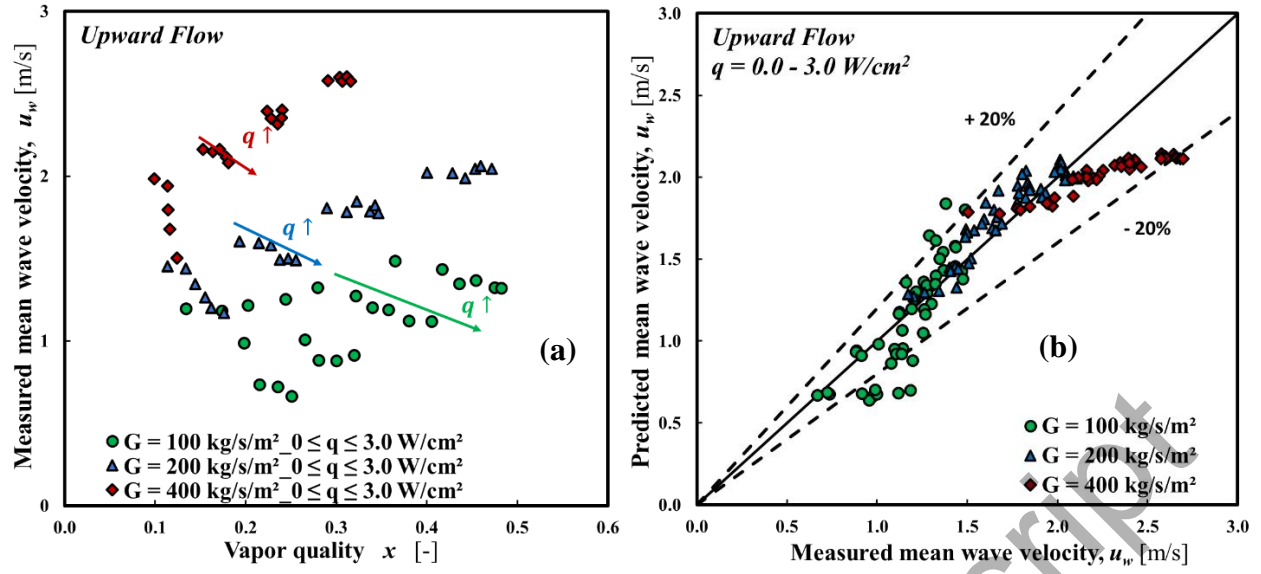 Upward Flow
3
2
1
0
Measured mean wave velocity, u_w [m/s]
q ↑
q ↑
q ↑
(a)
G = 100 kg/s/m²_0 ≤ q ≤ 3.0 W/cm²
G = 200 kg/s/m²_0 ≤ q ≤ 3.0 W/cm²
G = 400 kg/s/m²_0 ≤ q ≤ 3.0 W/cm²
0.0 0.1 0.2 0.3 0.4 0.5 0.6
Vapor quality x [-]
Upward Flow
q = 0.0 - 3.0 W/cm²
3.0
2.5
2.0
1.5
1.0
0.5
0.0
Predicted mean wave velocity, u_w [m/s]
+ 20%
- 20%
(b)
G = 100 kg/s/m²
G = 200 kg/s/m²
G = 400 kg/s/m²
0.0 0.5 1.0 1.5 2.0 2.5 3.0
Measured mean wave velocity, u_w [m/s]
script